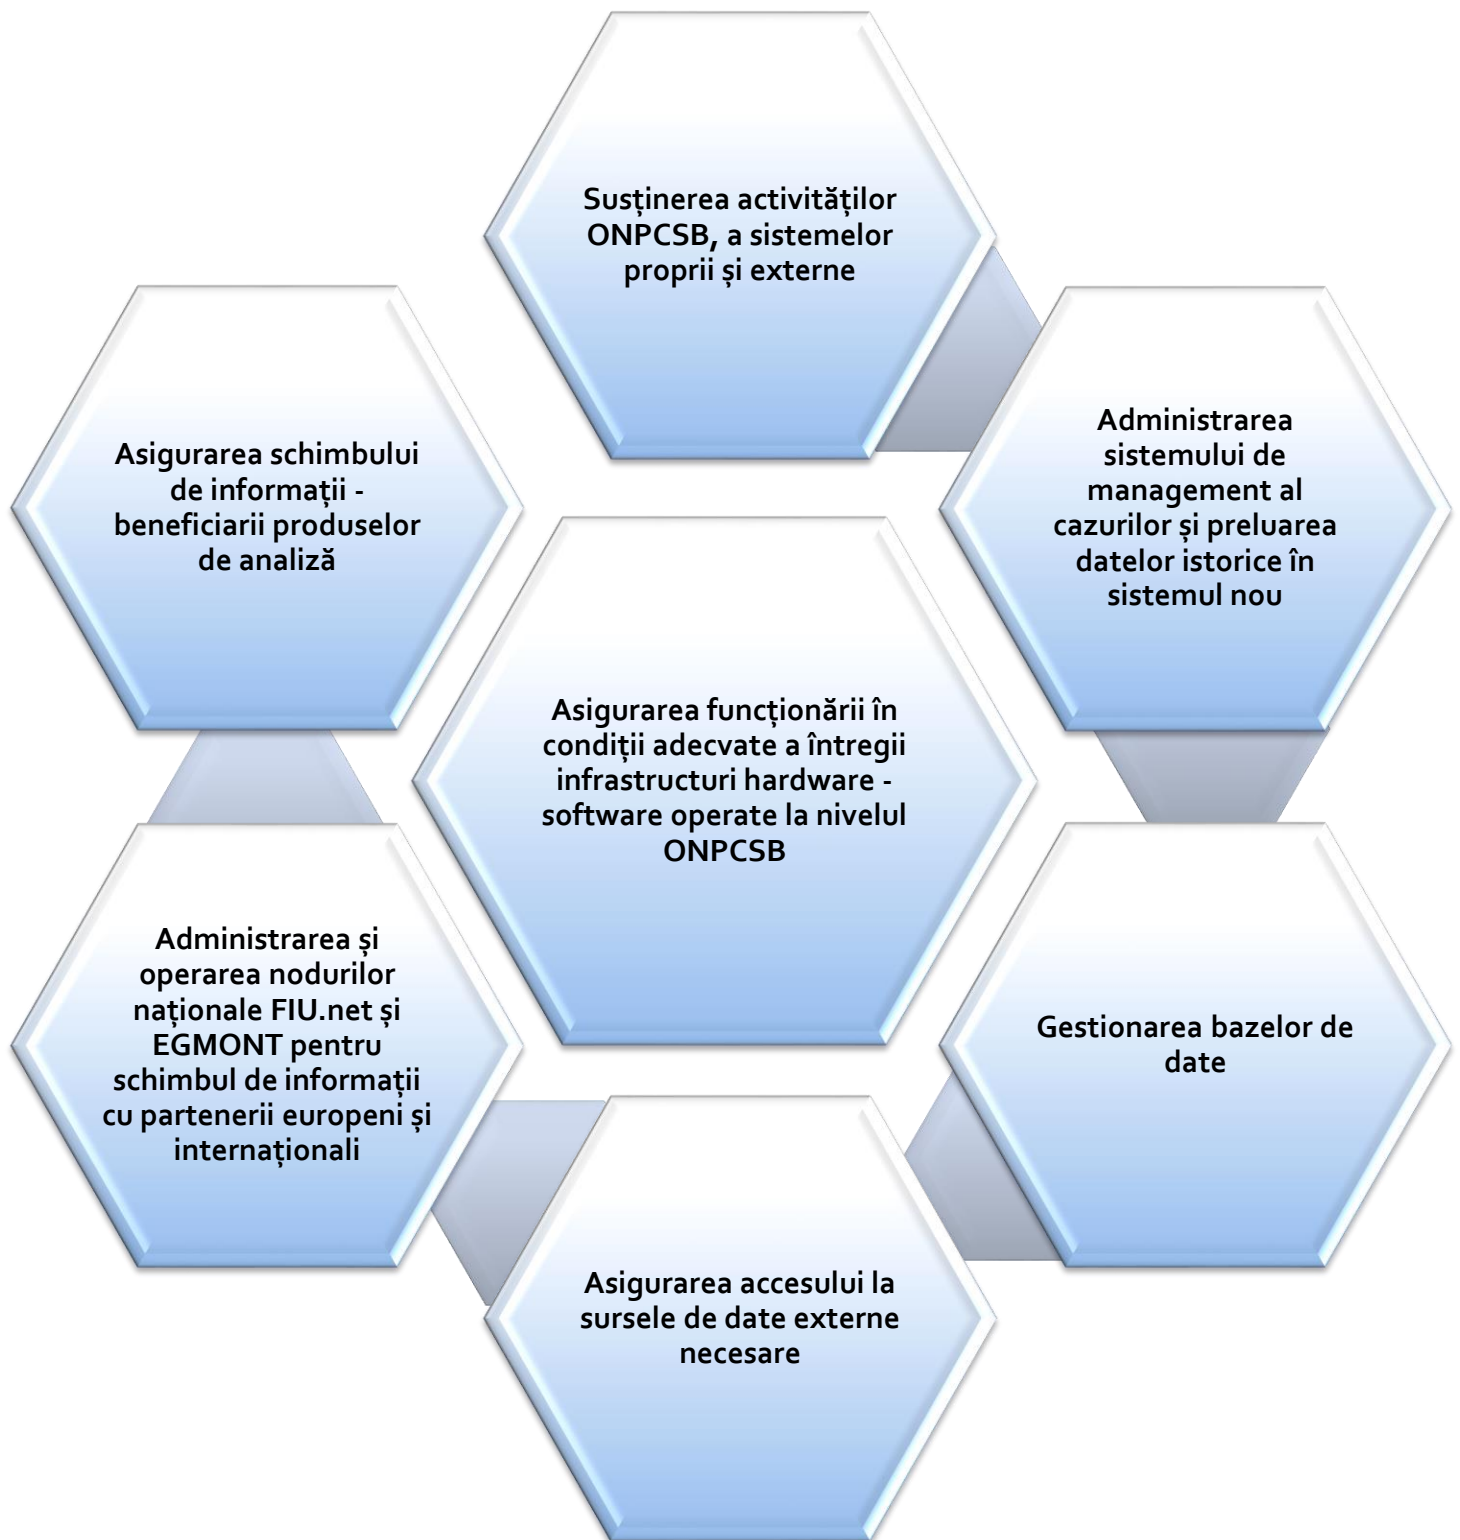 Susținerea activităților
ONPCSB, a sistemelor
proprii și externe
Administrarea
sistemului de
management al
cazurilor și preluarea
datelor istorice în
sistemul nou
Gestionarea bazelor de
date
Asigurarea accesului la
sursele de date externe
necesare
Administrarea și
operarea nodurilor
naționale FIU.net și
EGMONT pentru
schimbul de informații
cu partenerii europeni și
internaționali
Asigurarea schimbului
de informații -
beneficiarii produselor
de analiză
Asigurarea funcționării în
condiții adecvate a întregii
infrastructuri hardware -
software operate la nivelul
ONPCSB